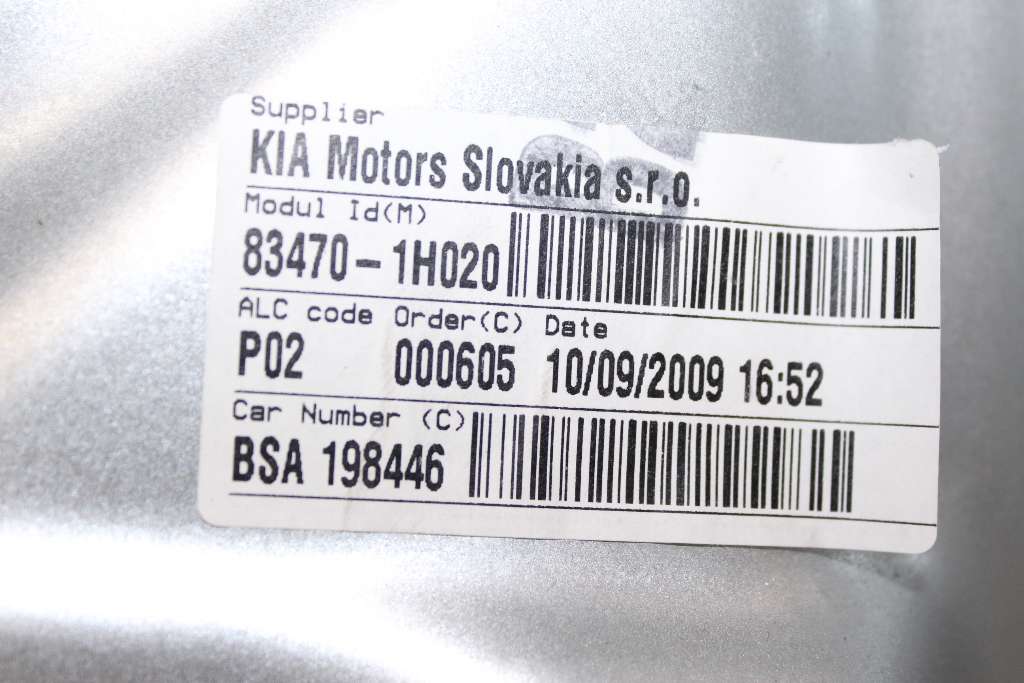 Supplier
KIA Motors Slovakia s.r.o.
Modul Id(M)
83470-1H020
ALC code Order(C) Date
P02 000605 10/09/2009 16:52
Car Number (C)
BSA 198446